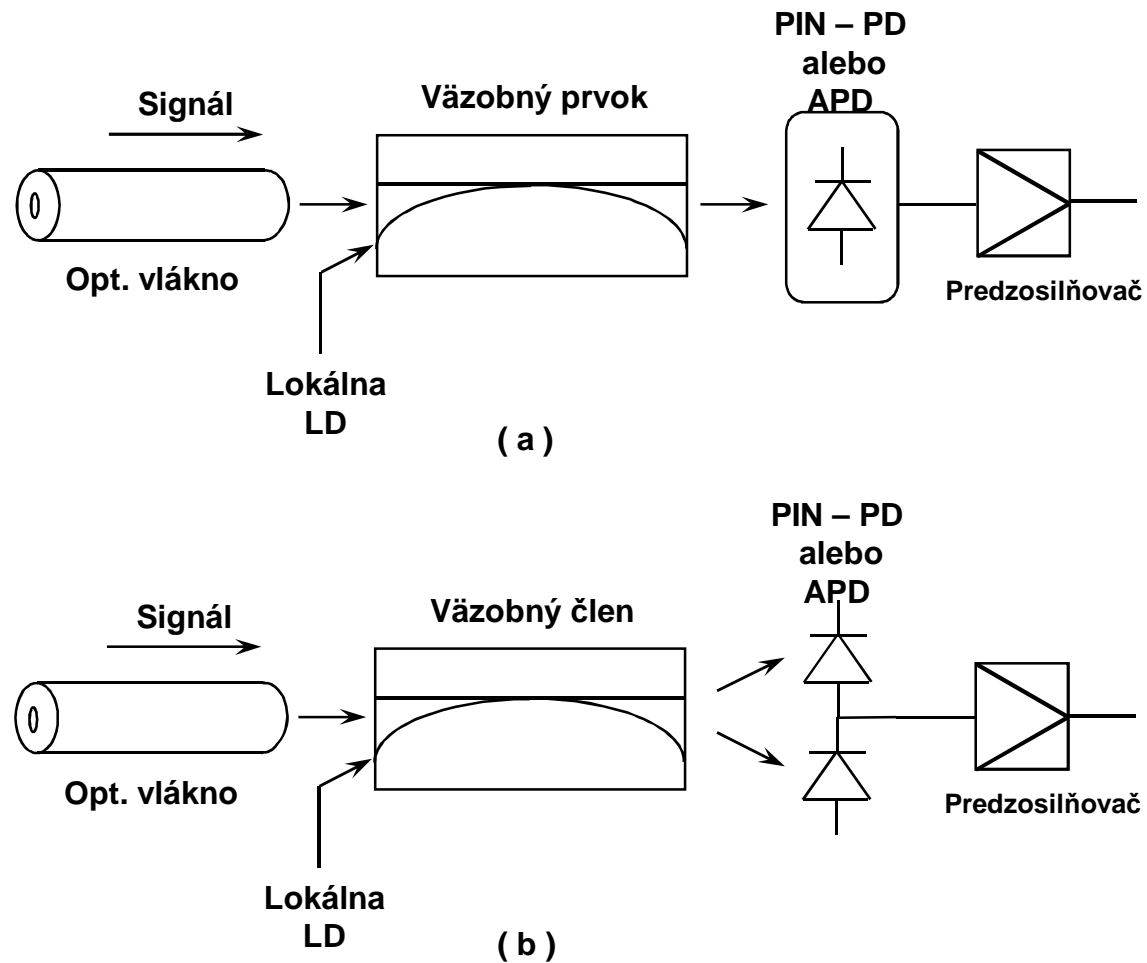 PIN – PD
alebo
APD
Signál
Väzobný prvok
Opt. vlákno
Predzosilňovač
Lokálna
LD
( a )
PIN – PD
alebo
APD
Signál
Väzobný člen
Opt. vlákno
Predzosilňovač
Lokálna
LD
( b )